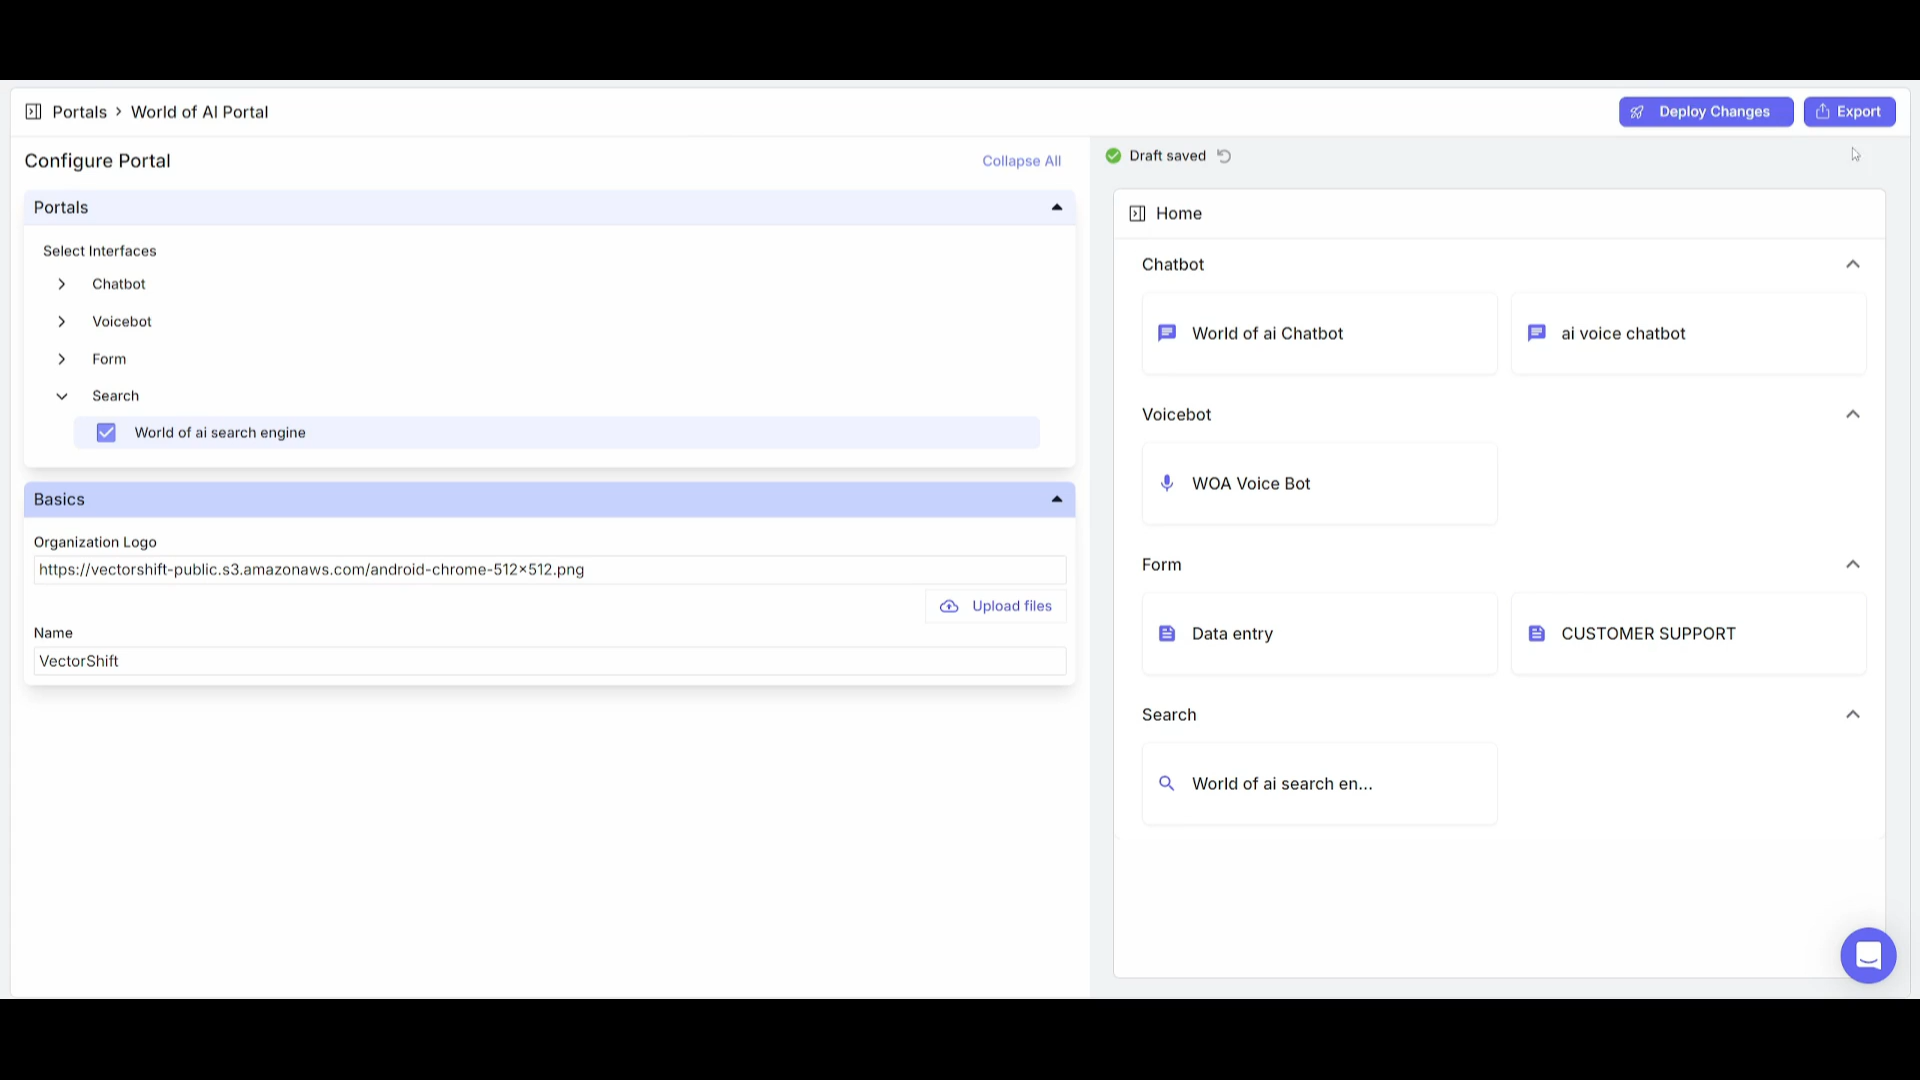 Portals > World of AI Portal
Deploy Changes
Export
Configure Portal
Collapse All
Portals
Select Interfaces
Chatbot
Voicebot
Form
Search
World of ai search engine
Basics
Organization Logo
https://vectorshift-public.s3.amazonaws.com/android-chrome-512×512.png
Upload files
Name
VectorShift
Draft saved
Home
Chatbot
World of ai Chatbot
ai voice chatbot
Voicebot
WOA Voice Bot
Form
Data entry
CUSTOMER SUPPORT
Search
World of ai search en...